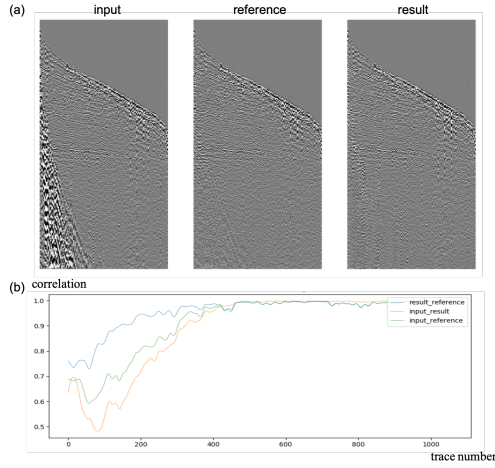 (a) input reference result
correlation
(b)
1.0
0.9
0.8
0.7
0.6
0.5
result_reference
input_result
input_reference
0 200 400 600 800 1000
trace number